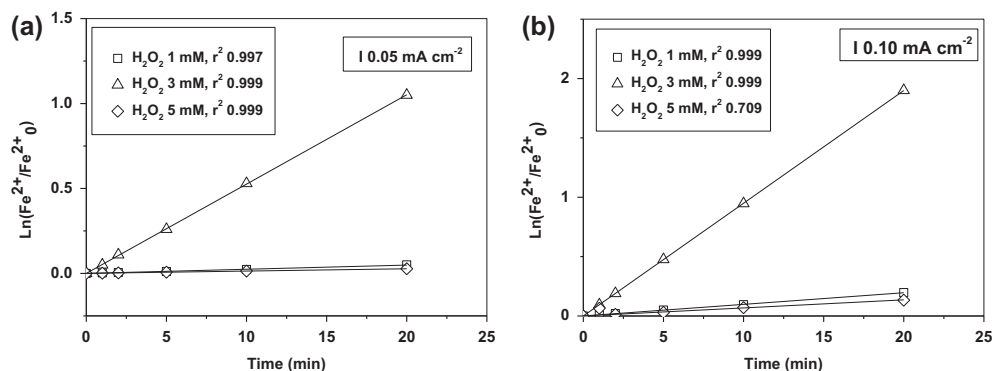 (a)
1.5
1.0
0.5
0.0
Ln(Fe²⁺/Fe²⁺₀)
H₂O₂ 1 mM, r² 0.997
H₂O₂ 3 mM, r² 0.999
H₂O₂ 5 mM, r² 0.999
I 0.05 mA cm⁻²
0 5 10 15 20 25
Time (min)
(b)
2
1
0
Ln(Fe²⁺/Fe²⁺₀)
H₂O₂ 1 mM, r² 0.999
H₂O₂ 3 mM, r² 0.999
H₂O₂ 5 mM, r² 0.709
I 0.10 mA cm⁻²
0 5 10 15 20 25
Time (min)